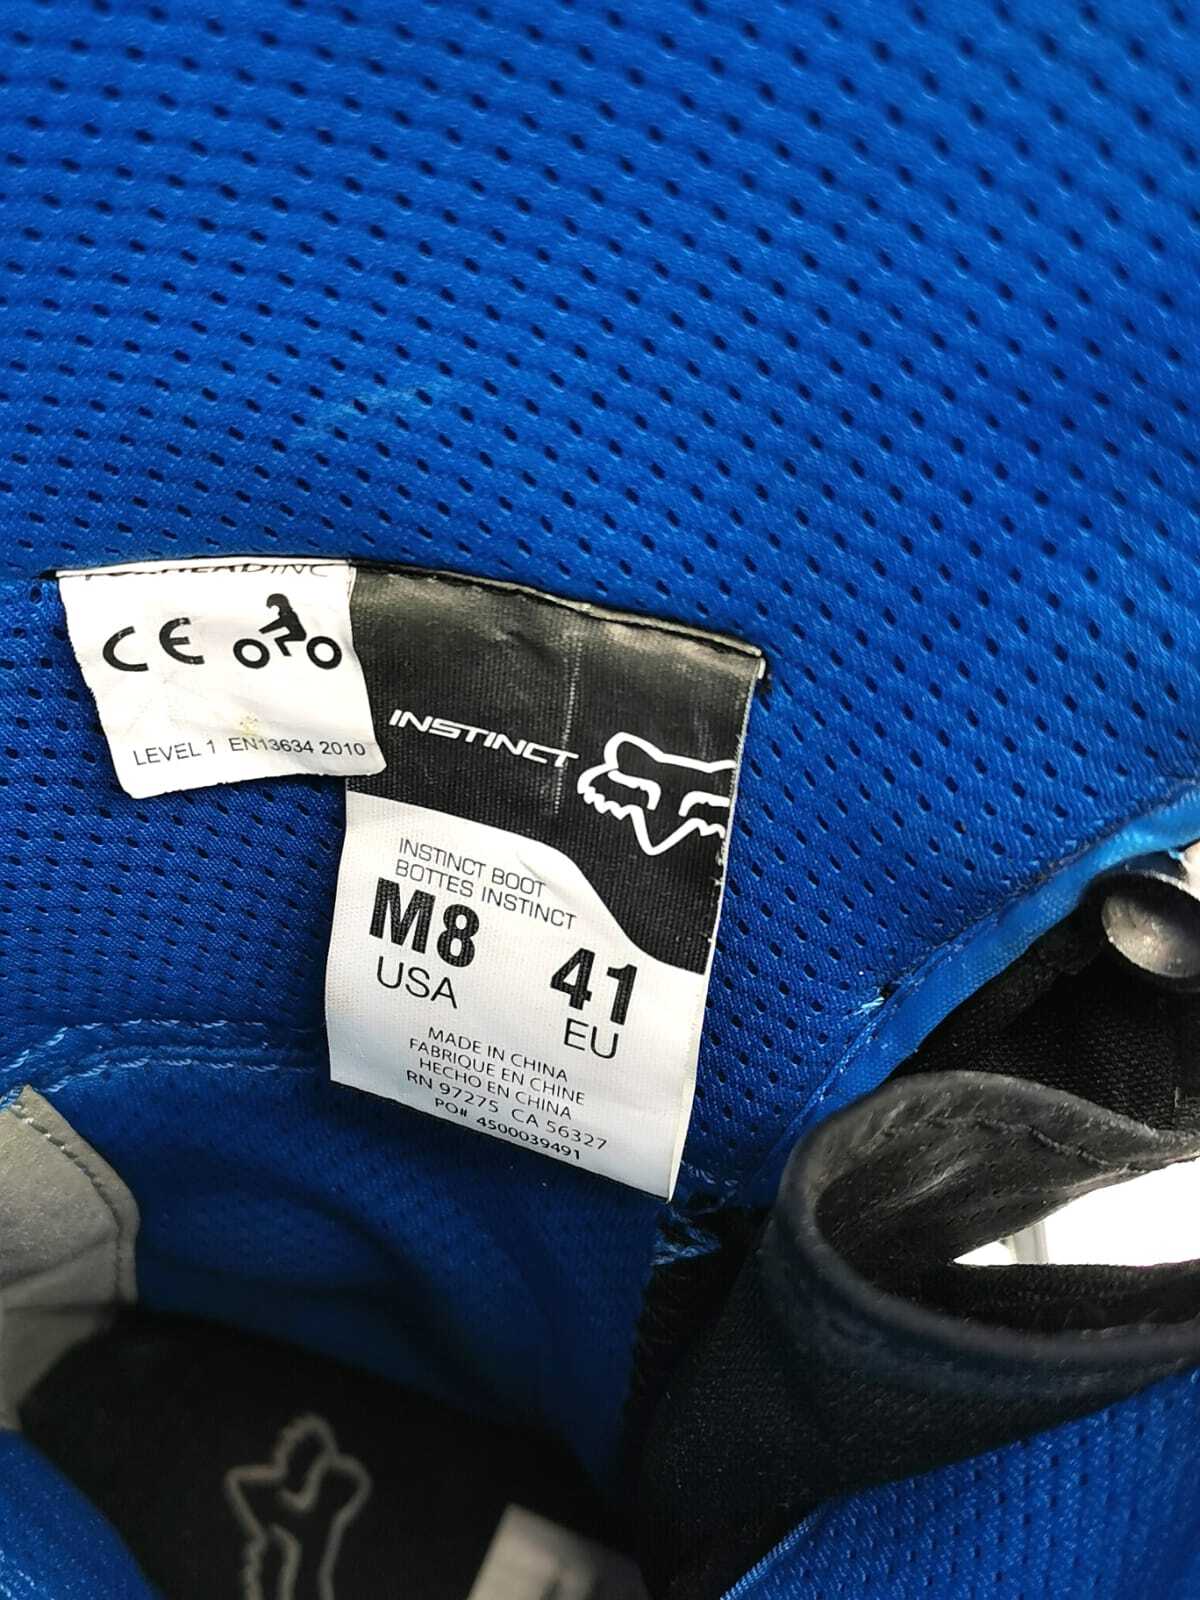 CE
LEVEL 1 EN13634 2010
INSTINCT
INSTINCT BOOT
BOTTES INSTINCT
M8 41
USA EU
MADE IN CHINA
FABRIQUE EN CHINE
HECHO EN CHINA
RN 97275 CA 56327
PO# 4500039491